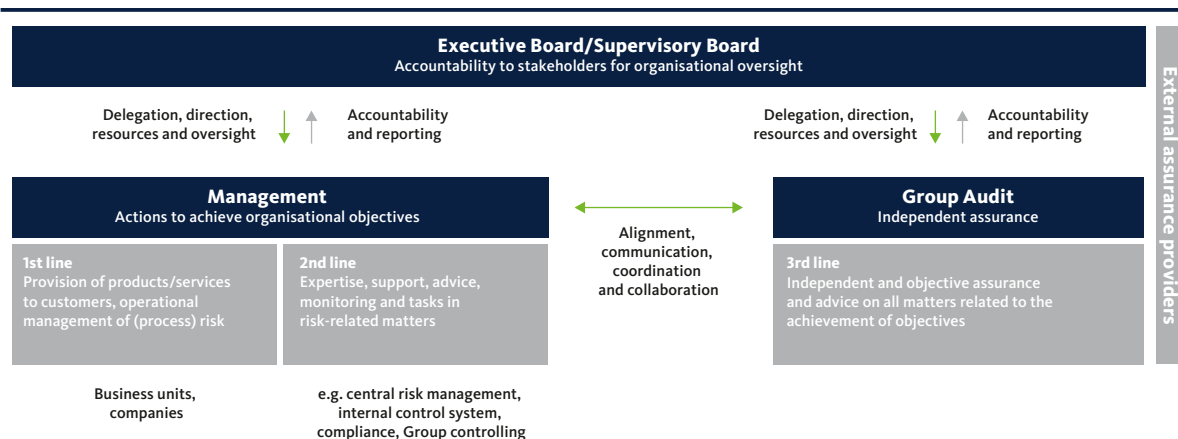 Executive Board/Supervisory Board
Accountability to stakeholders for organisational oversight
External assurance providers
Delegation, direction,
resources and oversight
Accountability
and reporting
Delegation, direction,
resources and oversight
Accountability
and reporting
Management
Actions to achieve organisational objectives
Group Audit
Independent assurance
Alignment,
communication,
coordination
and collaboration
1st line
Provision of products/services
to customers, operational
management of (process) risk
2nd line
Expertise, support, advice,
monitoring and tasks in
risk-related matters
3rd line
Independent and objective assurance
and advice on all matters related to the
achievement of objectives
Business units,
companies
e.g. central risk management,
internal control system,
compliance, Group controlling